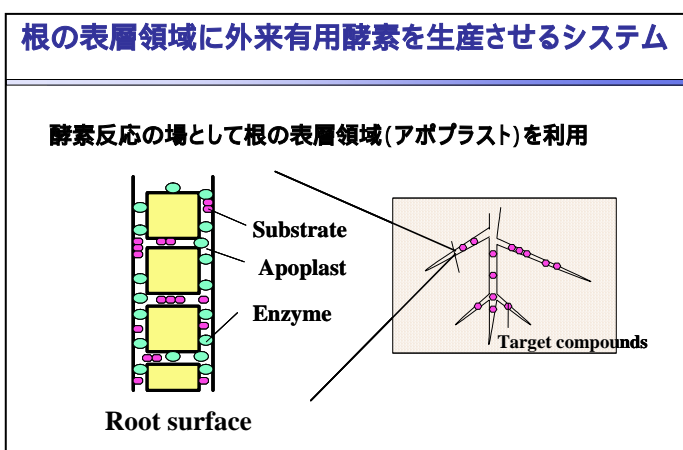 根の表層領域に外来有用酵素を生産させるシステム
酵素反応の場として根の表層領域(アポプラスト)を利用
Substrate
Apoplast
Enzyme
Target compounds
Root surface